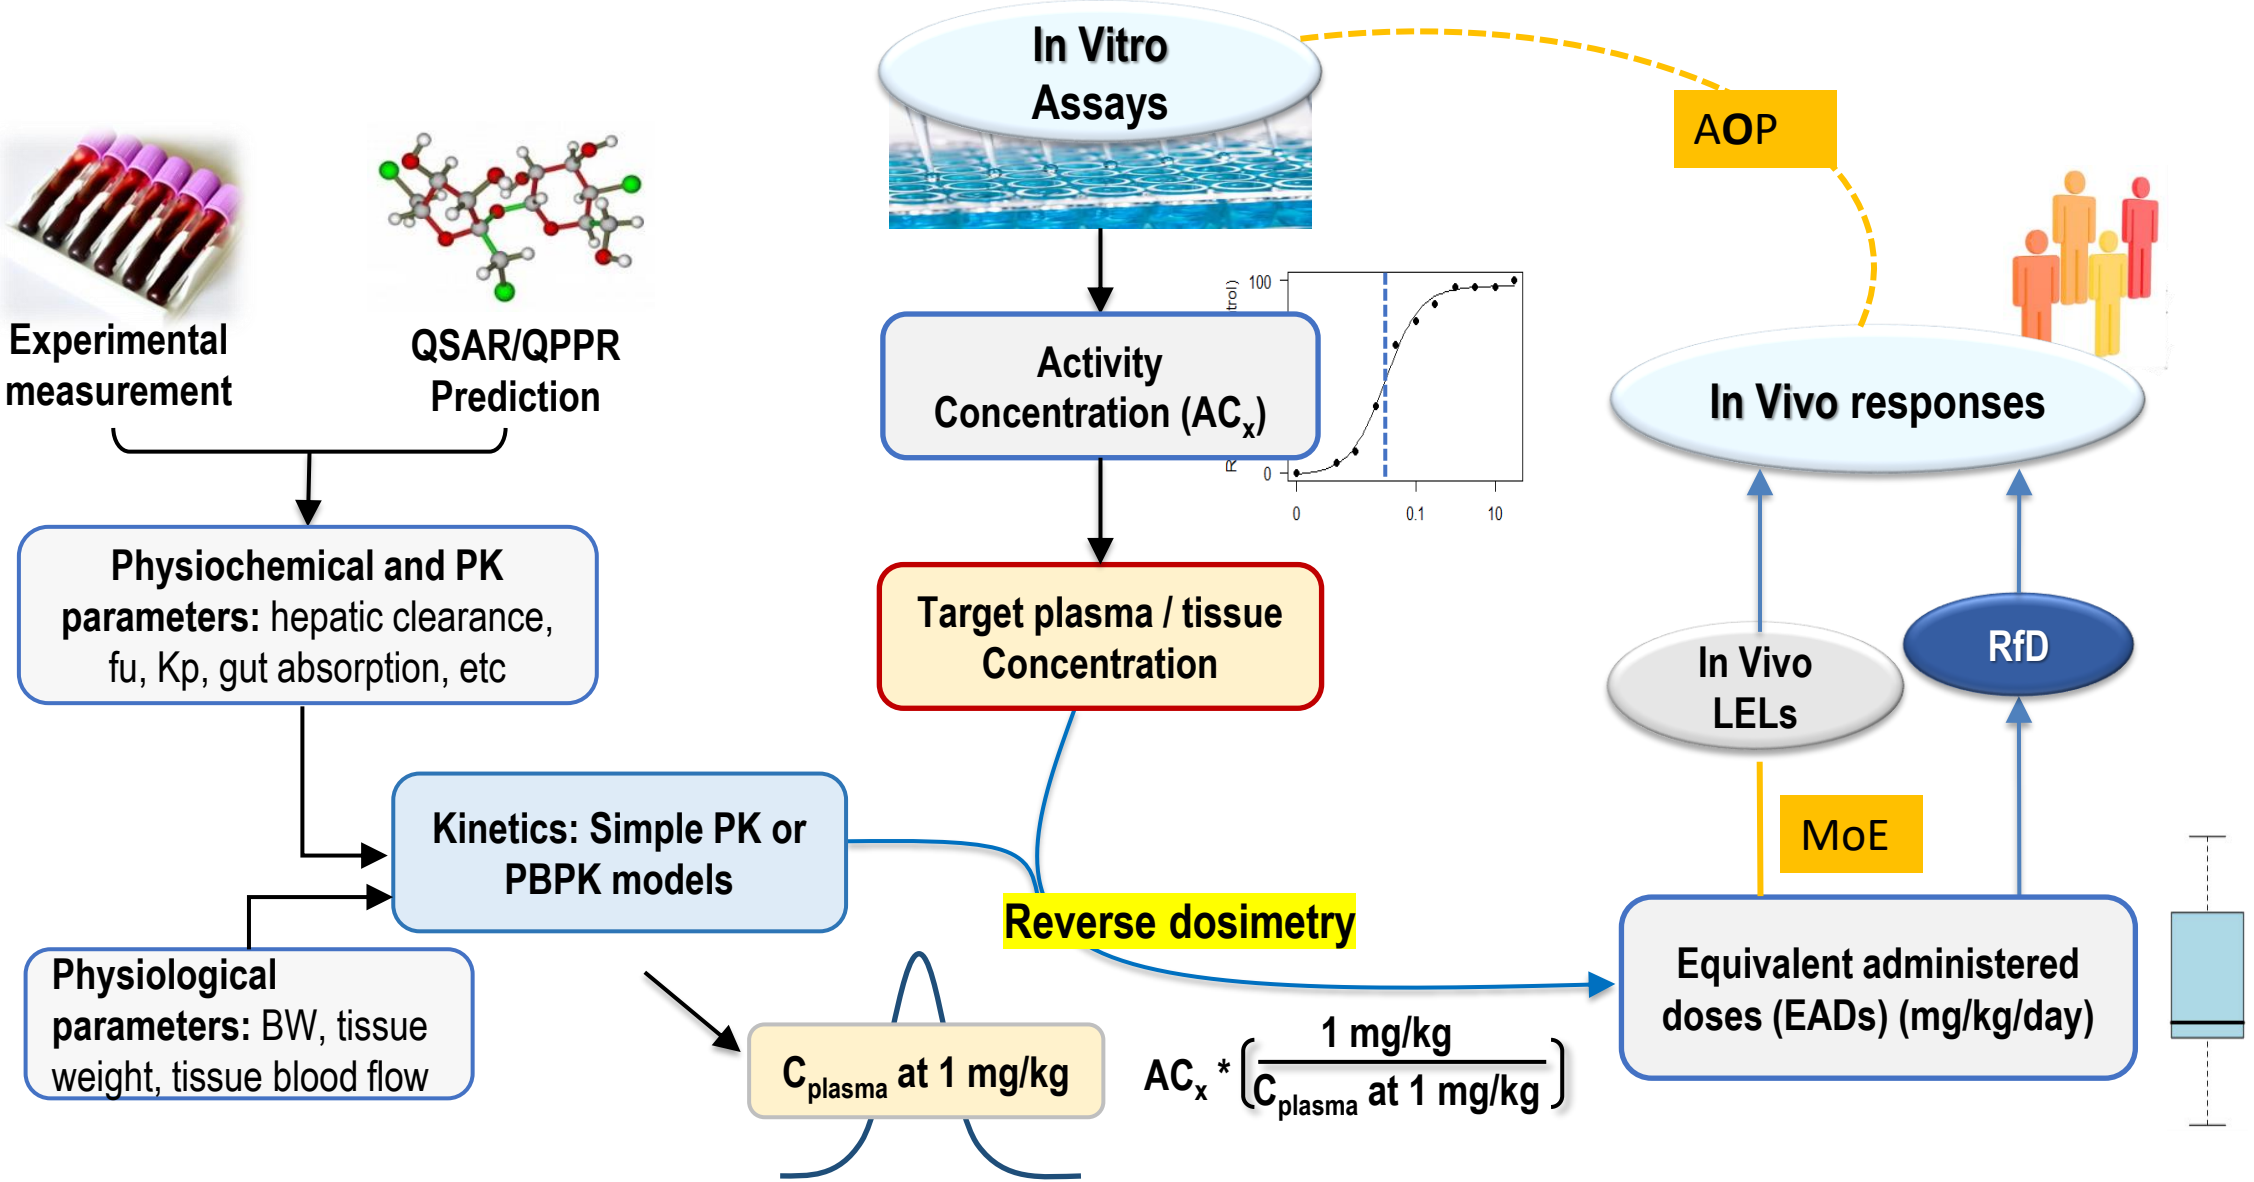 In Vitro
Assays
AOP
Experimental
measurement
QSAR/QPPR
Prediction
100
trol)
R
0
0
0.1
10
Activity
Concentration (ACx)
In Vivo responses
Physiochemical and PK
parameters: hepatic clearance,
fu, Kp, gut absorption, etc
Target plasma / tissue
Concentration
In Vivo
LELs
RfD
Kinetics: Simple PK or
PBPK models
MoE
Reverse dosimetry
Physiological
parameters: BW, tissue
weight, tissue blood flow
Equivalent administered
doses (EADs) (mg/kg/day)
Cplasma at 1 mg/kg
1 mg/kg
ACx * (
Cplasma at 1 mg/kg )